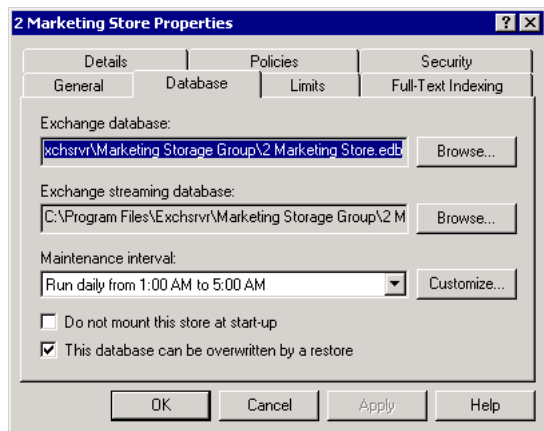 2 Marketing Store Properties
Details Policies Security
General Database Limits Full-Text Indexing
Exchange database:
xchsrvr\Marketing Storage Group\2 Marketing Store.edb Browse...
Exchange streaming database:
C:\Program Files\Exchsrvr\Marketing Storage Group\2 M Browse...
Maintenance interval:
Run daily from 1:00 AM to 5:00 AM Customize...
Do not mount this store at start-up
This database can be overwritten by a restore
OK Cancel Apply Help